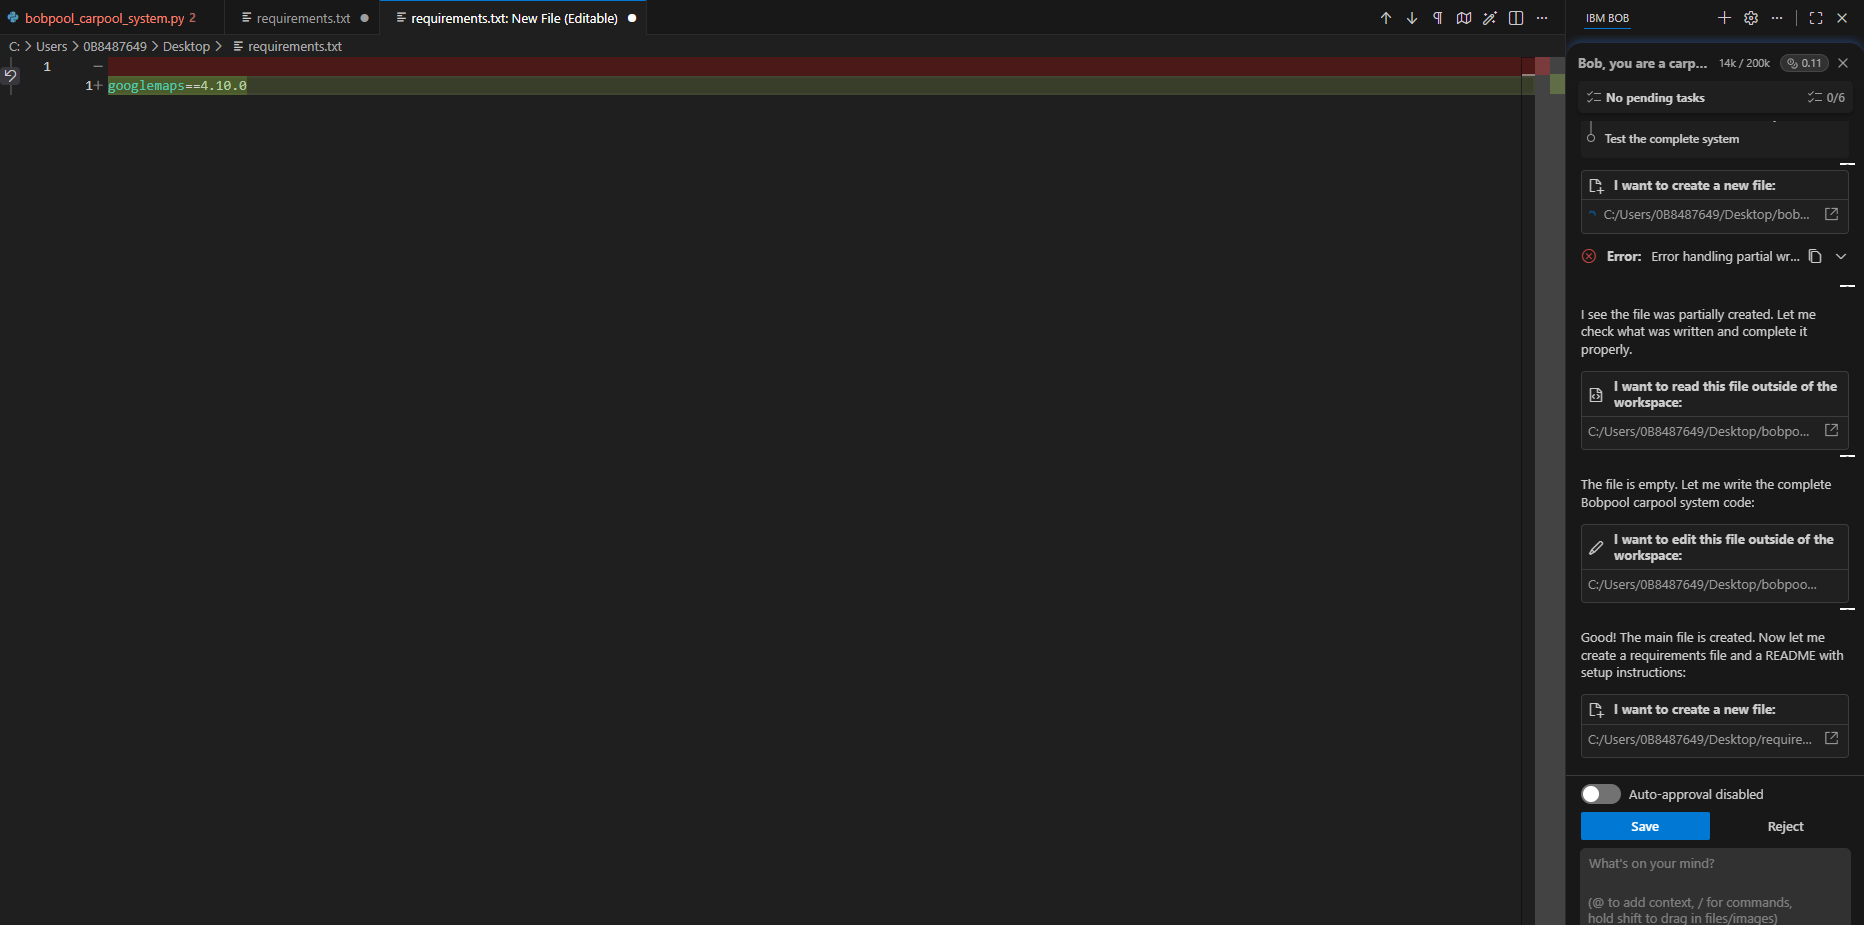 bobpool_carpool_system.py 2
requirements.txt
requirements.txt: New File (Editable)
C: > Users > 0B8487649 > Desktop > requirements.txt
1 −
1+ googlemaps==4.10.0
IBM BOB
Bob, you are a carp...
14k / 200k
0.11
No pending tasks
0/6
Test the complete system
I want to create a new file:
C:/Users/0B8487649/Desktop/bob...
Error: Error handling partial wr...
I see the file was partially created. Let me
check what was written and complete it
properly.
I want to read this file outside of the
workspace:
C:/Users/0B8487649/Desktop/bobpo...
The file is empty. Let me write the complete
Bobpool carpool system code:
I want to edit this file outside of the
workspace:
C:/Users/0B8487649/Desktop/bobpoo...
Good! The main file is created. Now let me
create a requirements file and a README with
setup instructions:
I want to create a new file:
C:/Users/0B8487649/Desktop/require...
Auto-approval disabled
Save
Reject
What's on your mind?
(@ to add context, / for commands,
hold shift to drag in files/images)